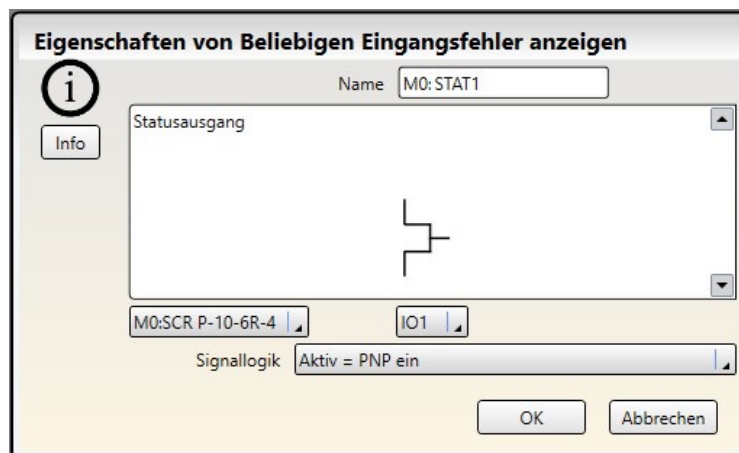 Eigenschaften von Beliebigen Eingangsfehler anzeigen
i
Name M0:STAT1
Info
Statusausgang
M0:SCR P-10-6R-4 IO1
Signallogik Aktiv = PNP ein
OK Abbrechen